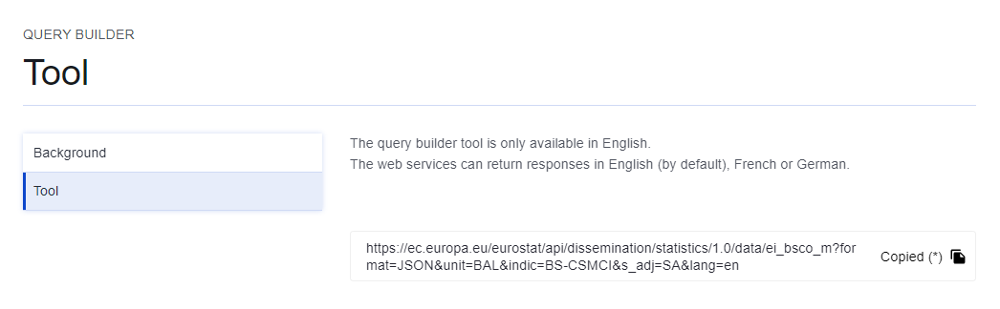 QUERY BUILDER
Tool
Background
Tool
The query builder tool is only available in English.
The web services can return responses in English (by default), French or German.
https://ec.europa.eu/eurostat/api/dissemination/statistics/1.0/data/ei_bsco_m?for
mat=JSON&unit=BAL&indic=BS-CSMCI&s_adj=SA&lang=en
Copied (*)